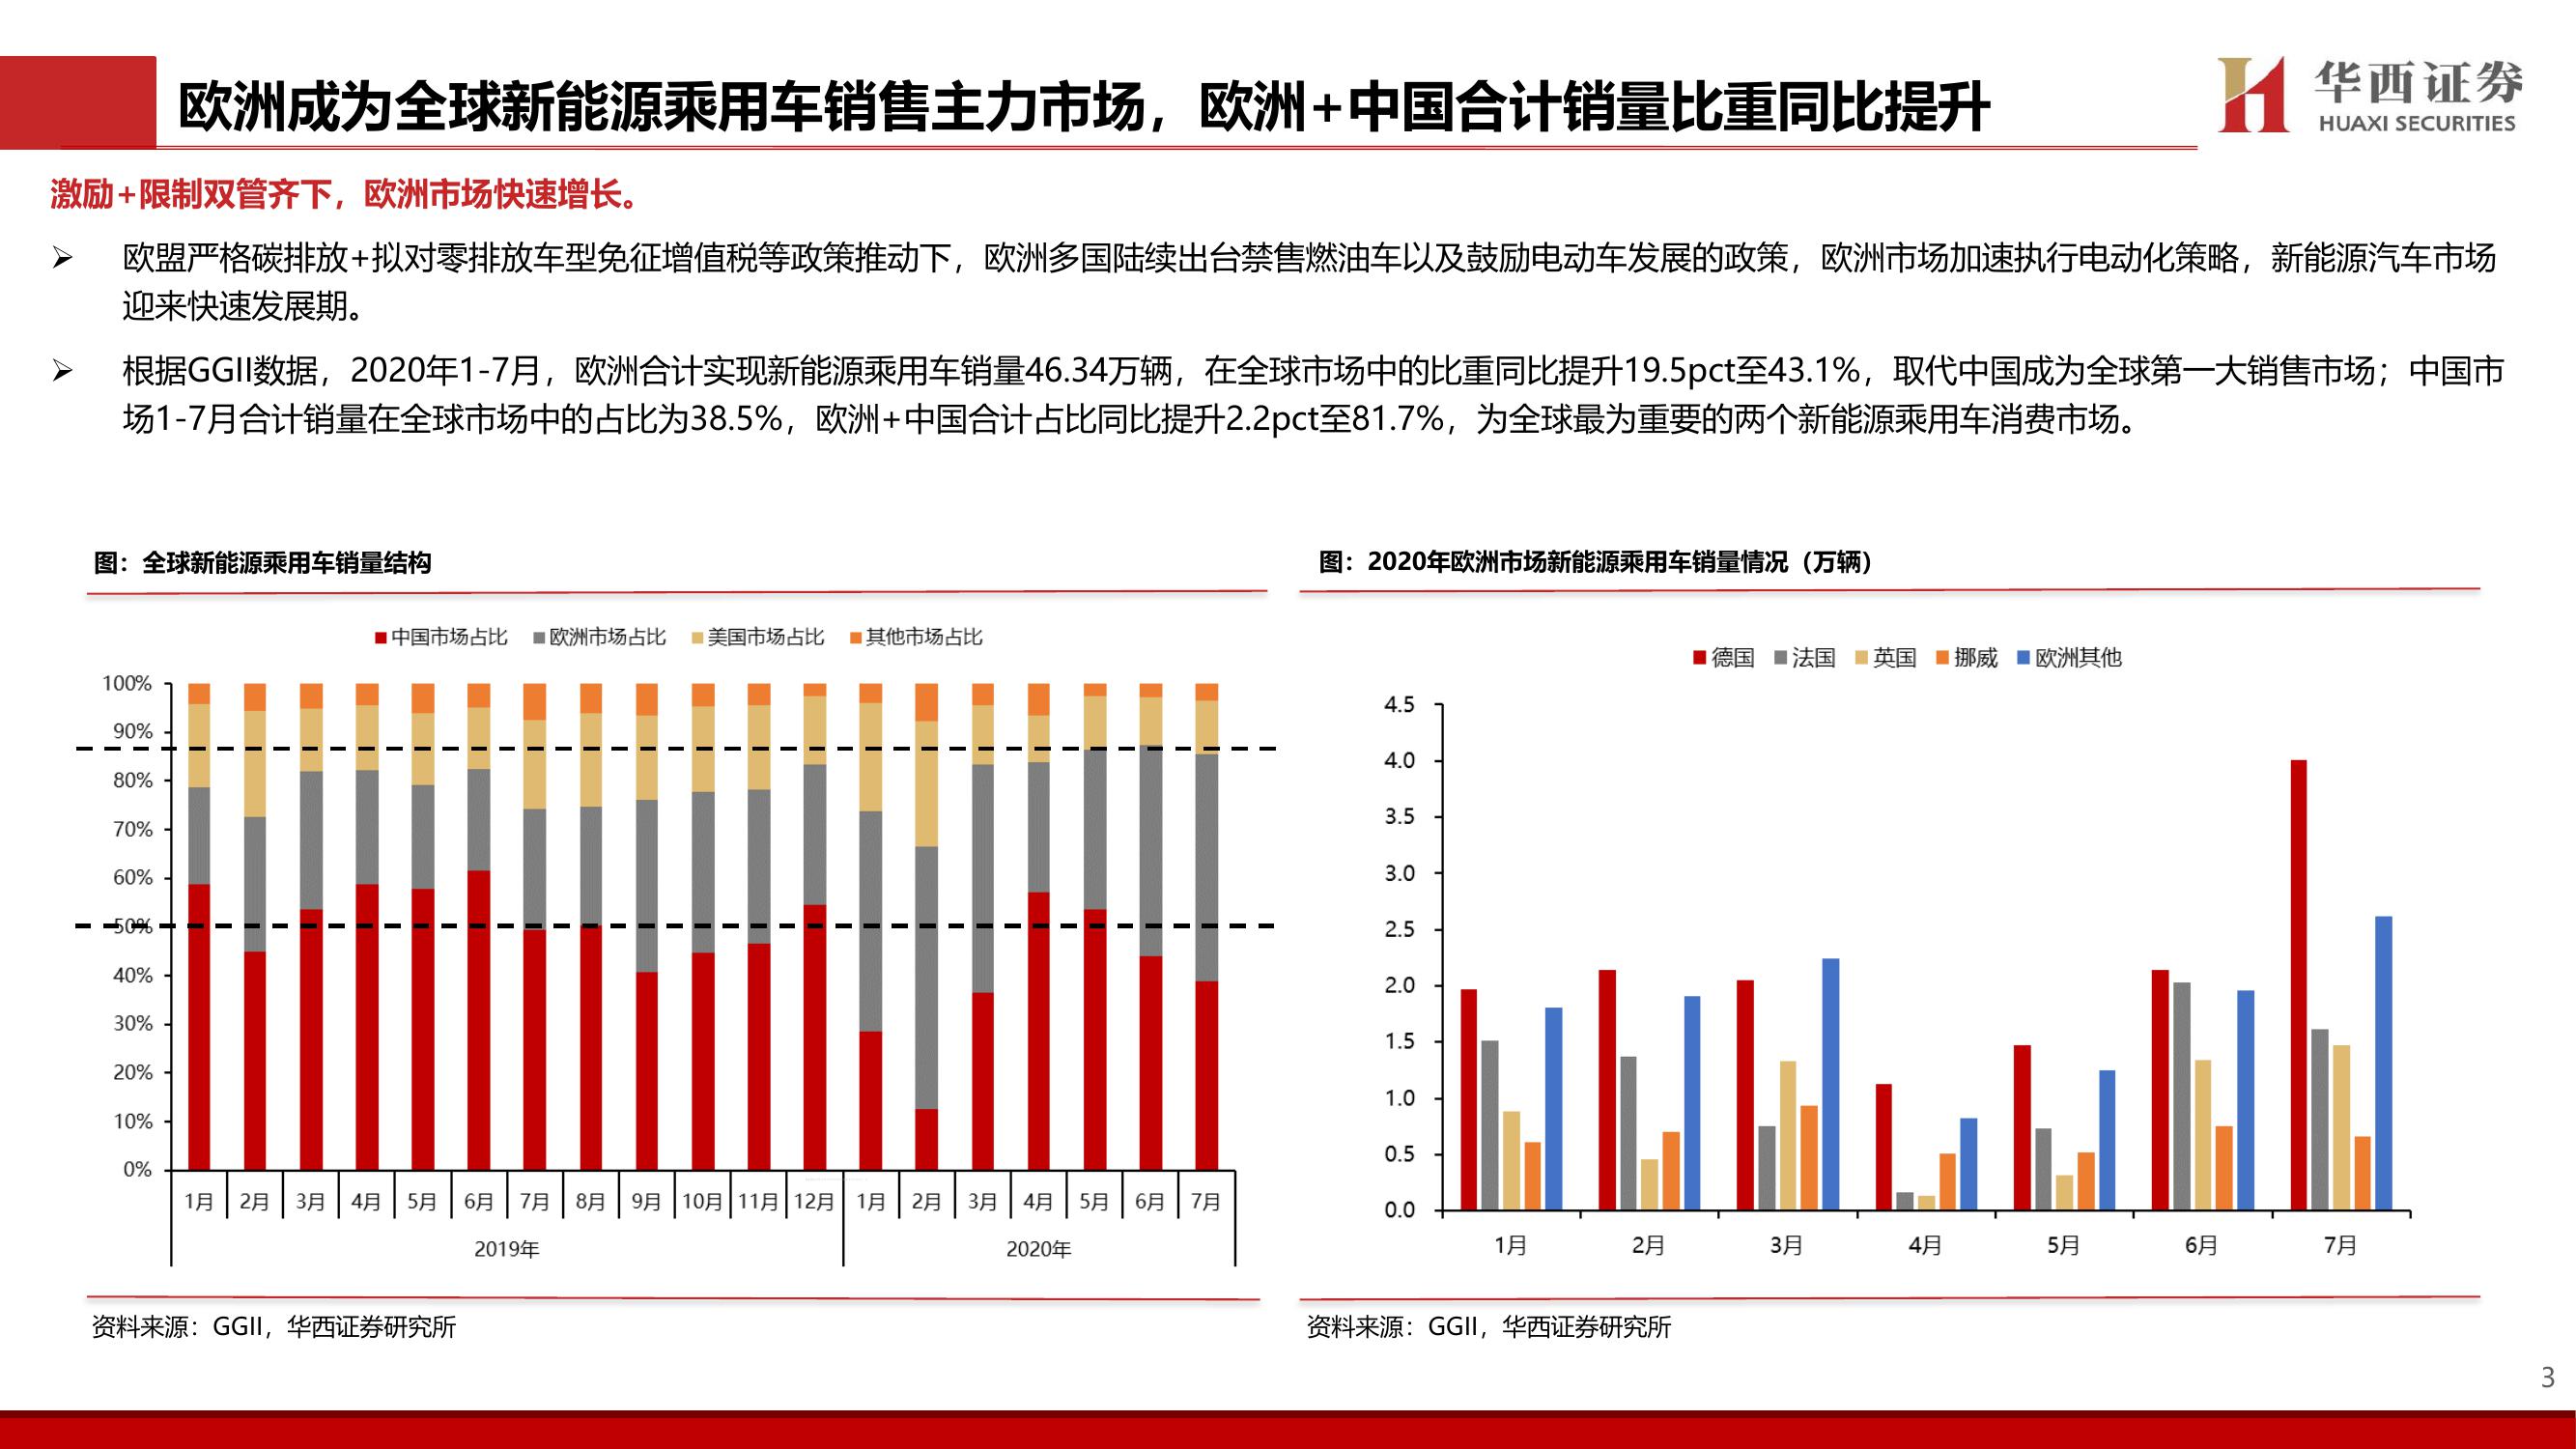 欧洲成为全球新能源乘用车销售主力市场，欧洲+中国合计销量比重同比提升
华西证券
HUAXI SECURITIES
激励+限制双管齐下，欧洲市场快速增长。
欧盟严格碳排放+拟对零排放车型免征增值税等政策推动下，欧洲多国陆续出台禁售燃油车以及鼓励电动车发展的政策，欧洲市场加速执行电动化策略，新能源汽车市场
迎来快速发展期。
根据GGII数据，2020年1-7月，欧洲合计实现新能源乘用车销量46.34万辆，在全球市场中的比重同比提升19.5pct至43.1%，取代中国成为全球第一大销售市场；中国市
场1-7月合计销量在全球市场中的占比为38.5%，欧洲+中国合计占比同比提升2.2pct至81.7%，为全球最为重要的两个新能源乘用车消费市场。
图：全球新能源乘用车销量结构
中国市场占比 欧洲市场占比 美国市场占比 其他市场占比
100%
90%
80%
70%
60%
50%
40%
30%
20%
10%
0%
1月 2月 3月 4月 5月 6月 7月 8月 9月 10月 11月 12月 1月 2月 3月 4月 5月 6月 7月
2019年 2020年
资料来源：GGII，华西证券研究所
图：2020年欧洲市场新能源乘用车销量情况（万辆）
德国 法国 英国 挪威 欧洲其他
4.5
4.0
3.5
3.0
2.5
2.0
1.5
1.0
0.5
0.0
1月 2月 3月 4月 5月 6月 7月
资料来源：GGII，华西证券研究所
3